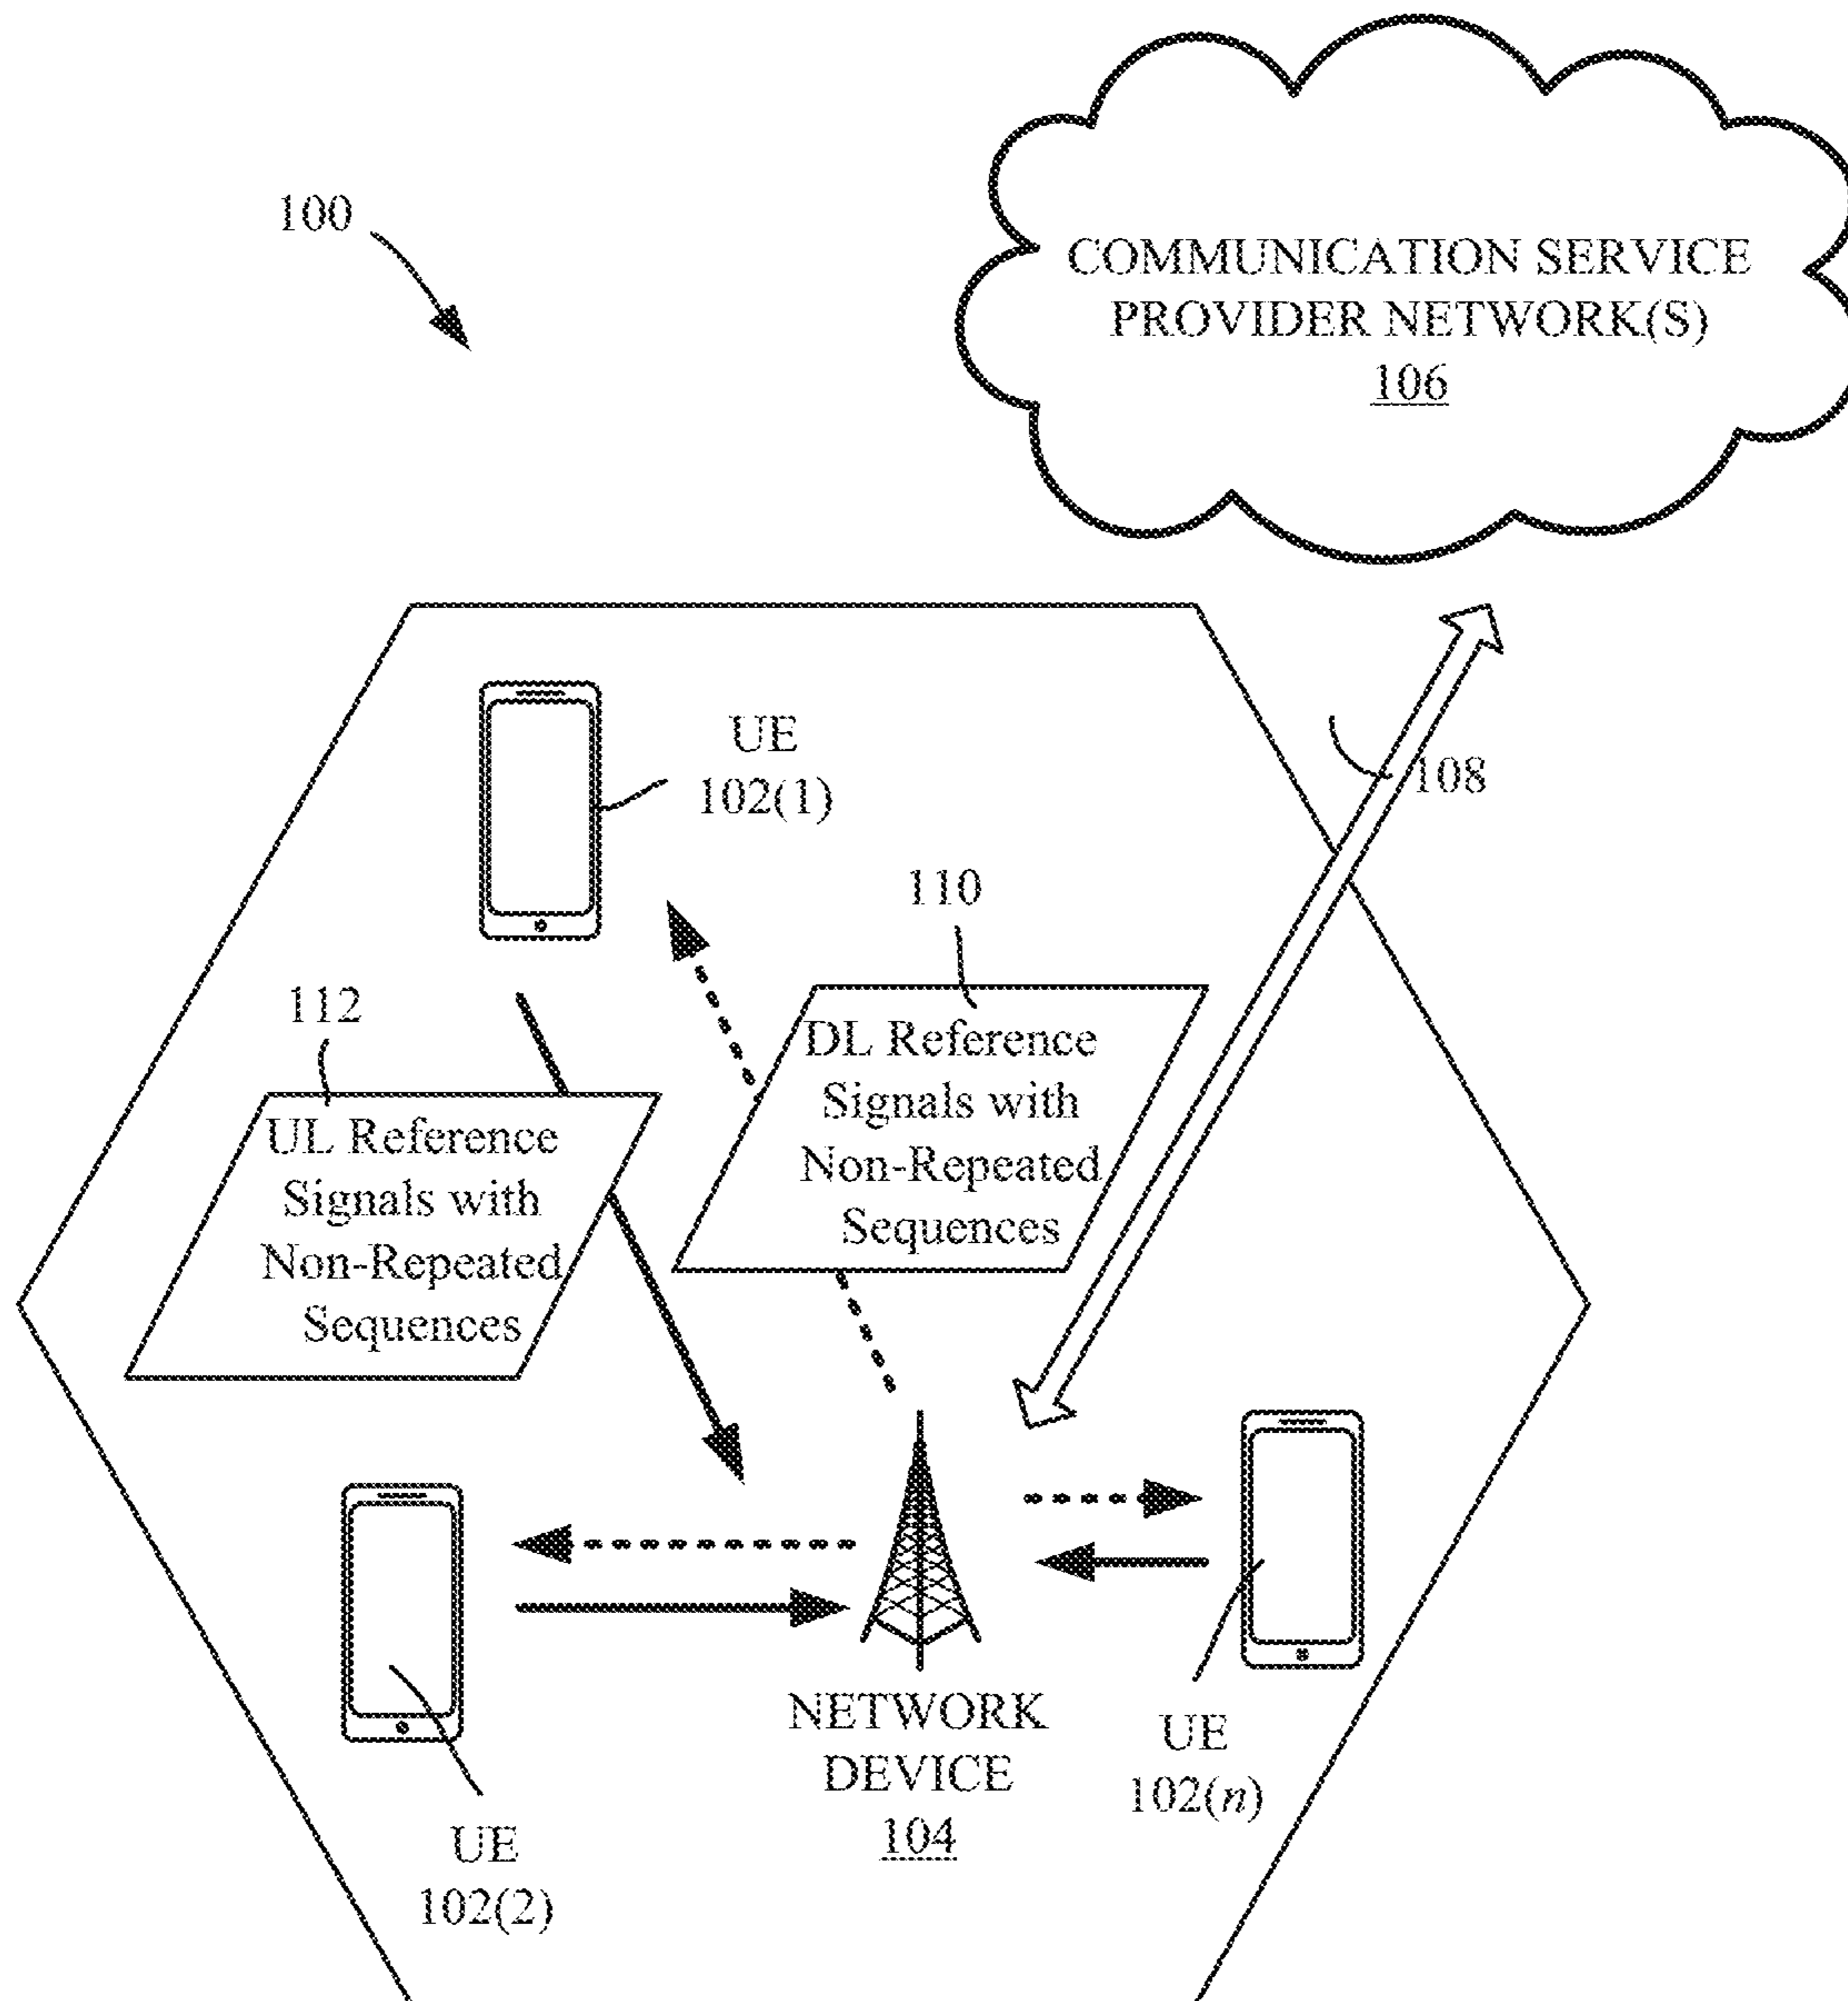 100
COMMUNICATION SERVICE
PROVIDER NETWORK(S)
106
UE
102(1)
108
110
DL Reference
Signals with
Non-Repeated
Sequences
112
UL Reference
Signals with
Non-Repeated
Sequences
NETWORK
DEVICE
104
UE
102(n)
UE
102(2)